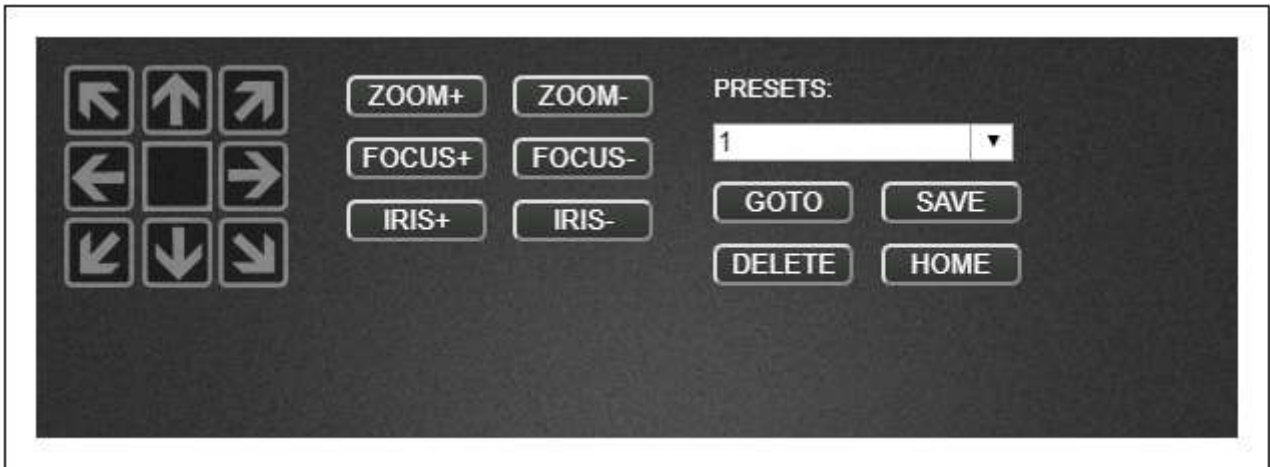 ZOOM+ ZOOM-
FOCUS+ FOCUS-
IRIS+ IRIS-
PRESETS:
1
GOTO SAVE
DELETE HOME